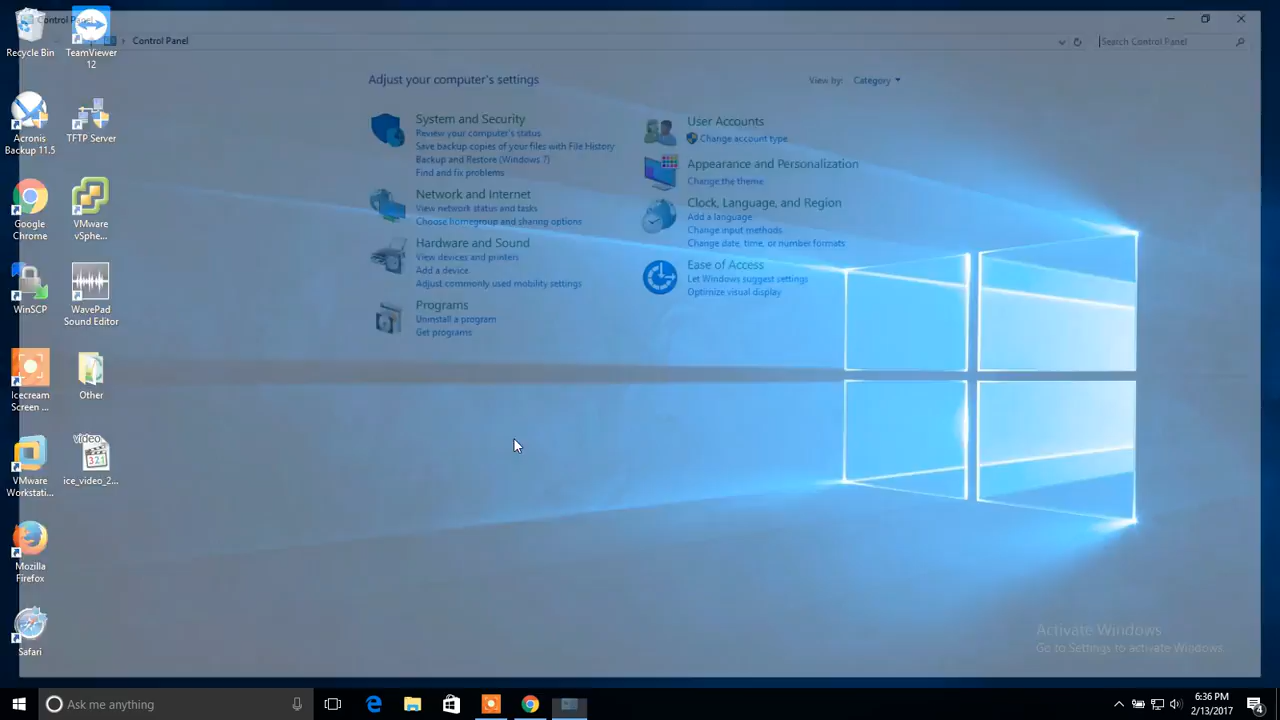 Control Panel
Control Panel
Search Control Panel
Adjust your computer's settings
View by:
Category
System and Security
Review your computer's status
Save backup copies of your files with File History
Backup and Restore (Windows 7)
Find and fix problems
Network and Internet
View network status and tasks
Choose homegroup and sharing options
Hardware and Sound
View devices and printers
Add a device
Adjust commonly used mobility settings
Programs
Uninstall a program
Get programs
User Accounts
Change account type
Appearance and Personalization
Change the theme
Clock, Language, and Region
Add a language
Change input methods
Change date, time, or number formats
Ease of Access
Let Windows suggest settings
Optimize visual display
Recycle Bin
TeamViewer
12
Acronis
Backup 11.5
TFTP Server
Google
Chrome
VMware
vSphe...
WinSCP
WavePad
Sound Editor
Icecream
Screen ...
Other
VMware
Workstati...
video
321
ice_video_2...
Mozilla
Firefox
Safari
Activate Windows
Go to Settings to activate Windows.
Ask me anything
6:36 PM
2/13/2017
4